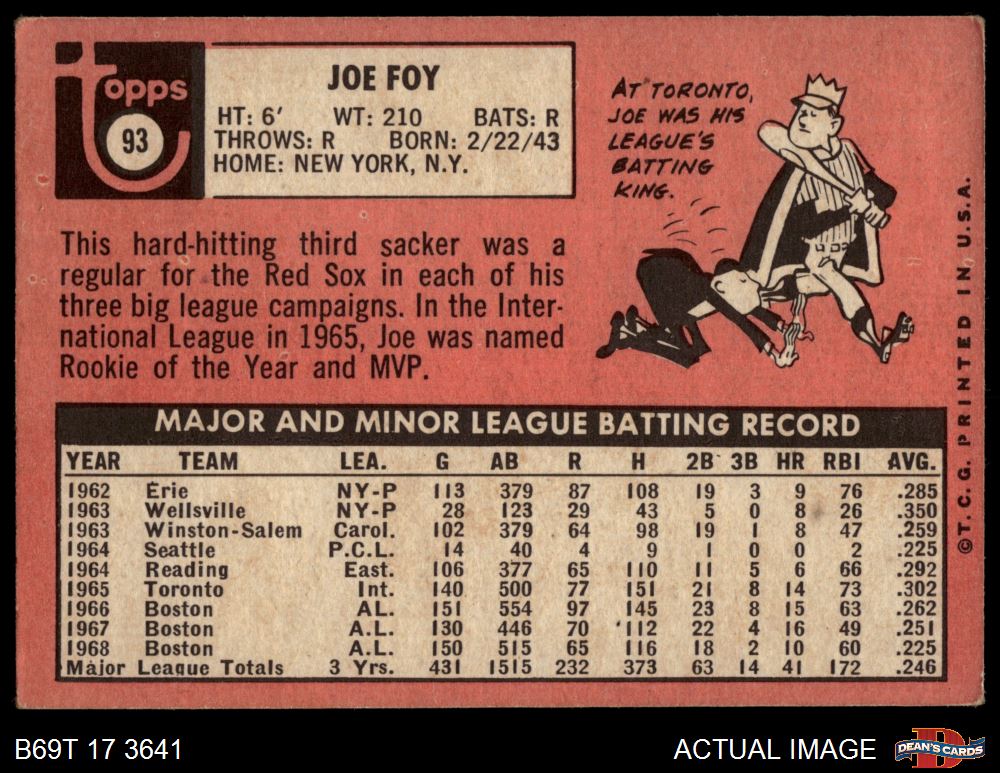 topps
93
JOE FOY
HT: 6' WT: 210 BATS: R
THROWS: R BORN: 2/22/43
HOME: NEW YORK, N.Y.
AT TORONTO,
JOE WAS HIS
LEAGUE'S
BATTING
KING.
This hard-hitting third sacker was a
regular for the Red Sox in each of his
three big league campaigns. In the Inter-
national League in 1965, Joe was named
Rookie of the Year and MVP.
MAJOR AND MINOR LEAGUE BATTING RECORD
YEAR TEAM LEA. G AB R H 2B 3B HR RBI AVG.
1962 Erie NY-P 113 379 87 108 19 3 9 76 .285
1963 Wellsville NY-P 28 123 29 43 5 0 8 26 .350
1963 Winston-Salem Carol. 102 379 64 98 19 1 8 47 .259
1964 Seattle P.C.L. 14 40 4 9 1 0 0 2 .225
1964 Reading East. 106 377 65 110 11 5 6 66 .292
1965 Toronto Int. 140 500 77 151 21 8 14 73 .302
1966 Boston AL. 151 554 97 145 23 8 15 63 .262
1967 Boston A.L. 130 446 70 112 22 4 16 49 .251
1968 Boston A.L. 150 515 65 116 18 2 10 60 .225
Major League Totals 3 Yrs. 431 1515 232 373 63 14 41 172 .246
©T.C.G. PRINTED IN U.S.A.
B69T 17 3641
ACTUAL IMAGE
D
DEAN'S CARDS